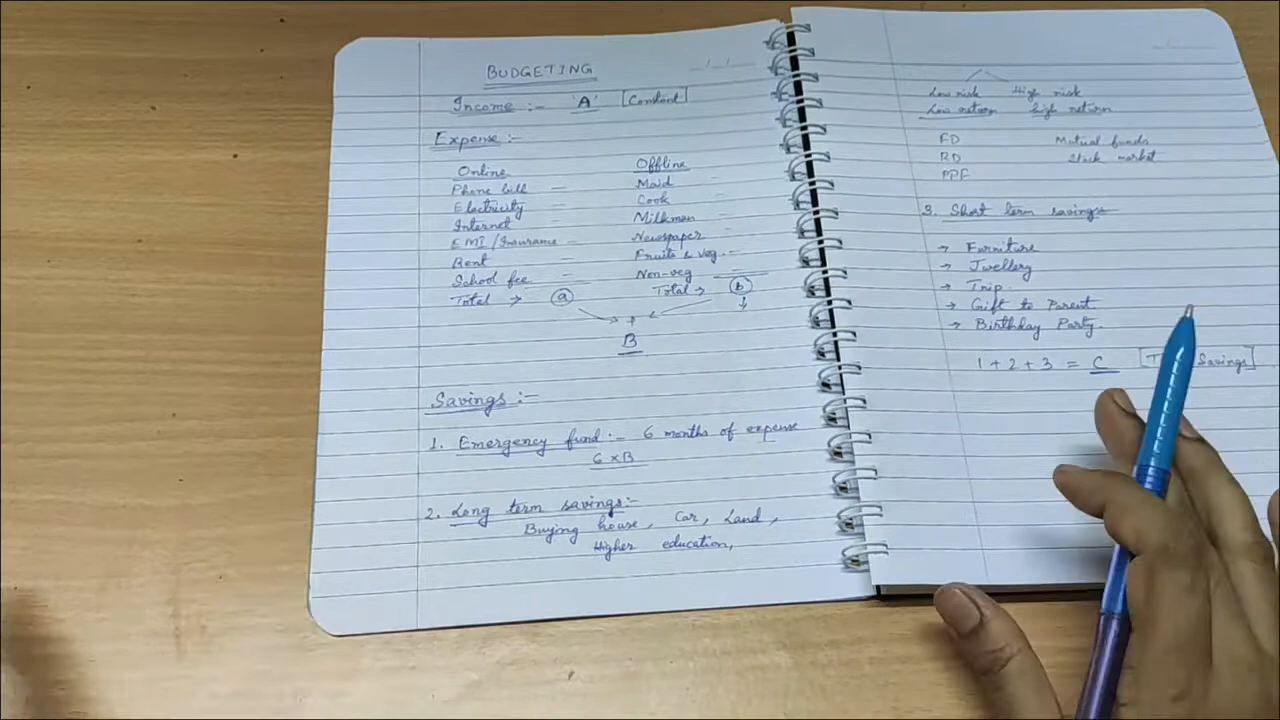 BUDGETING
Income :- 'A' [Constant]
Expense :-
Online Offline
Phone bill — Maid —
Electricity — Cook —
Internet — Milkman —
EMI / Insurance — Newspaper —
Rent — Fruits & veg. —
School fee — Non-veg —
Total → a Total → b
B
Savings :-
1. Emergency fund :- 6 months of expense
6 × B
2. Long term savings :-
Buying house, Car, Land,
Higher education,
Low risk High risk
Low return high return
FD Mutual funds
RD Stock market
PPF
3. Short term savings
→ Furniture
→ Jwellery
→ Trip
→ Gift to Parent
→ Birthday Party.
1 + 2 + 3 = C [ Savings]